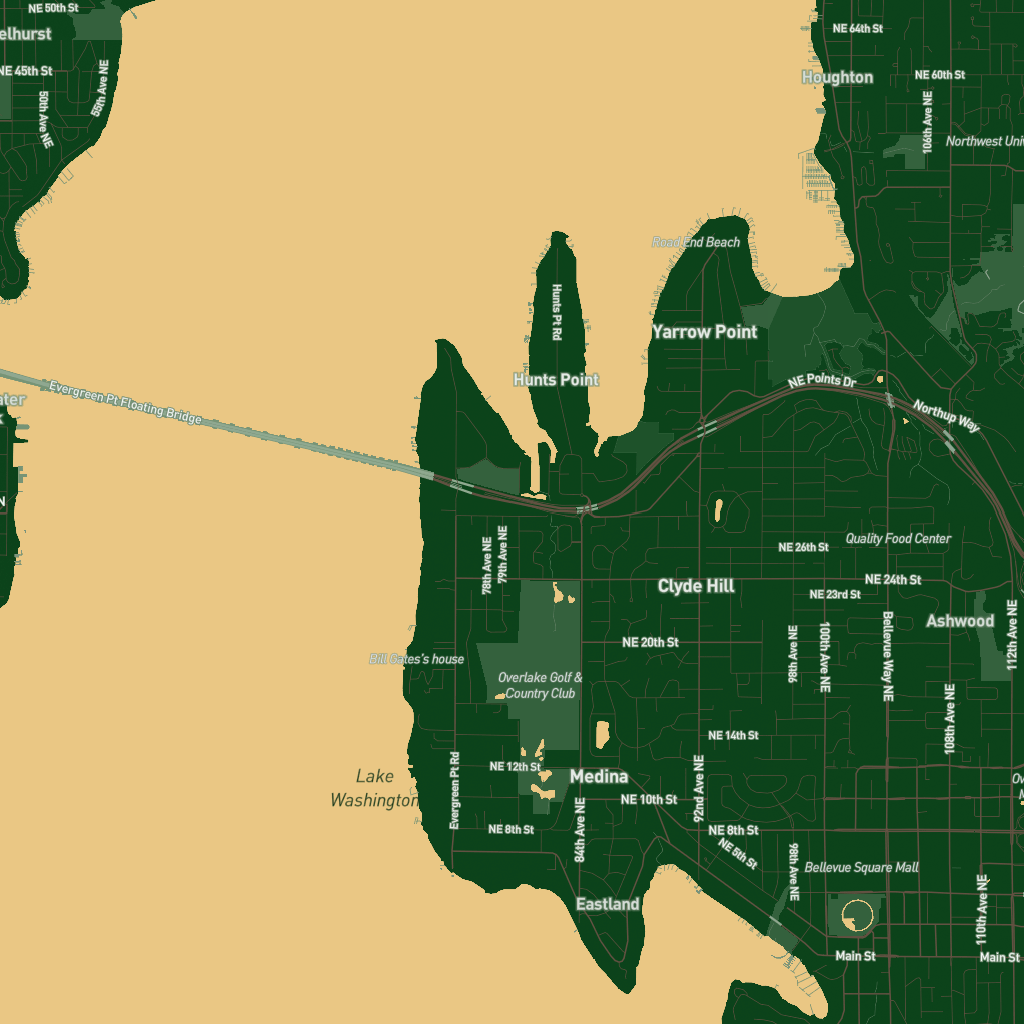 NE 50th St
elhurst
NE 64th St
NE 45th St
55th Ave NE
Houghton
NE 60th St
50th Ave NE
106th Ave NE
Northwest Univ
Road End Beach
Hunts Pt Rd
Yarrow Point
Hunts Point
NE Points Dr
Evergreen Pt Floating Bridge
ater
k
Northup Way
N
78th Ave NE
79th Ave NE
Quality Food Center
NE 26th St
NE 24th St
Clyde Hill
NE 23rd St
Ashwood
112th Ave NE
NE 20th St
98th Ave NE
100th Ave NE
Bellevue Way NE
Bill Gates's house
Overlake Golf &
Country Club
108th Ave NE
NE 14th St
NE 12th St
Lake
Washington
Medina
Ov
M
Evergreen Pt Rd
92nd Ave NE
NE 10th St
84th Ave NE
NE 8th St
NE 8th St
NE 5th St
98th Ave NE
Bellevue Square Mall
Eastland
110th Ave NE
Main St
Main St